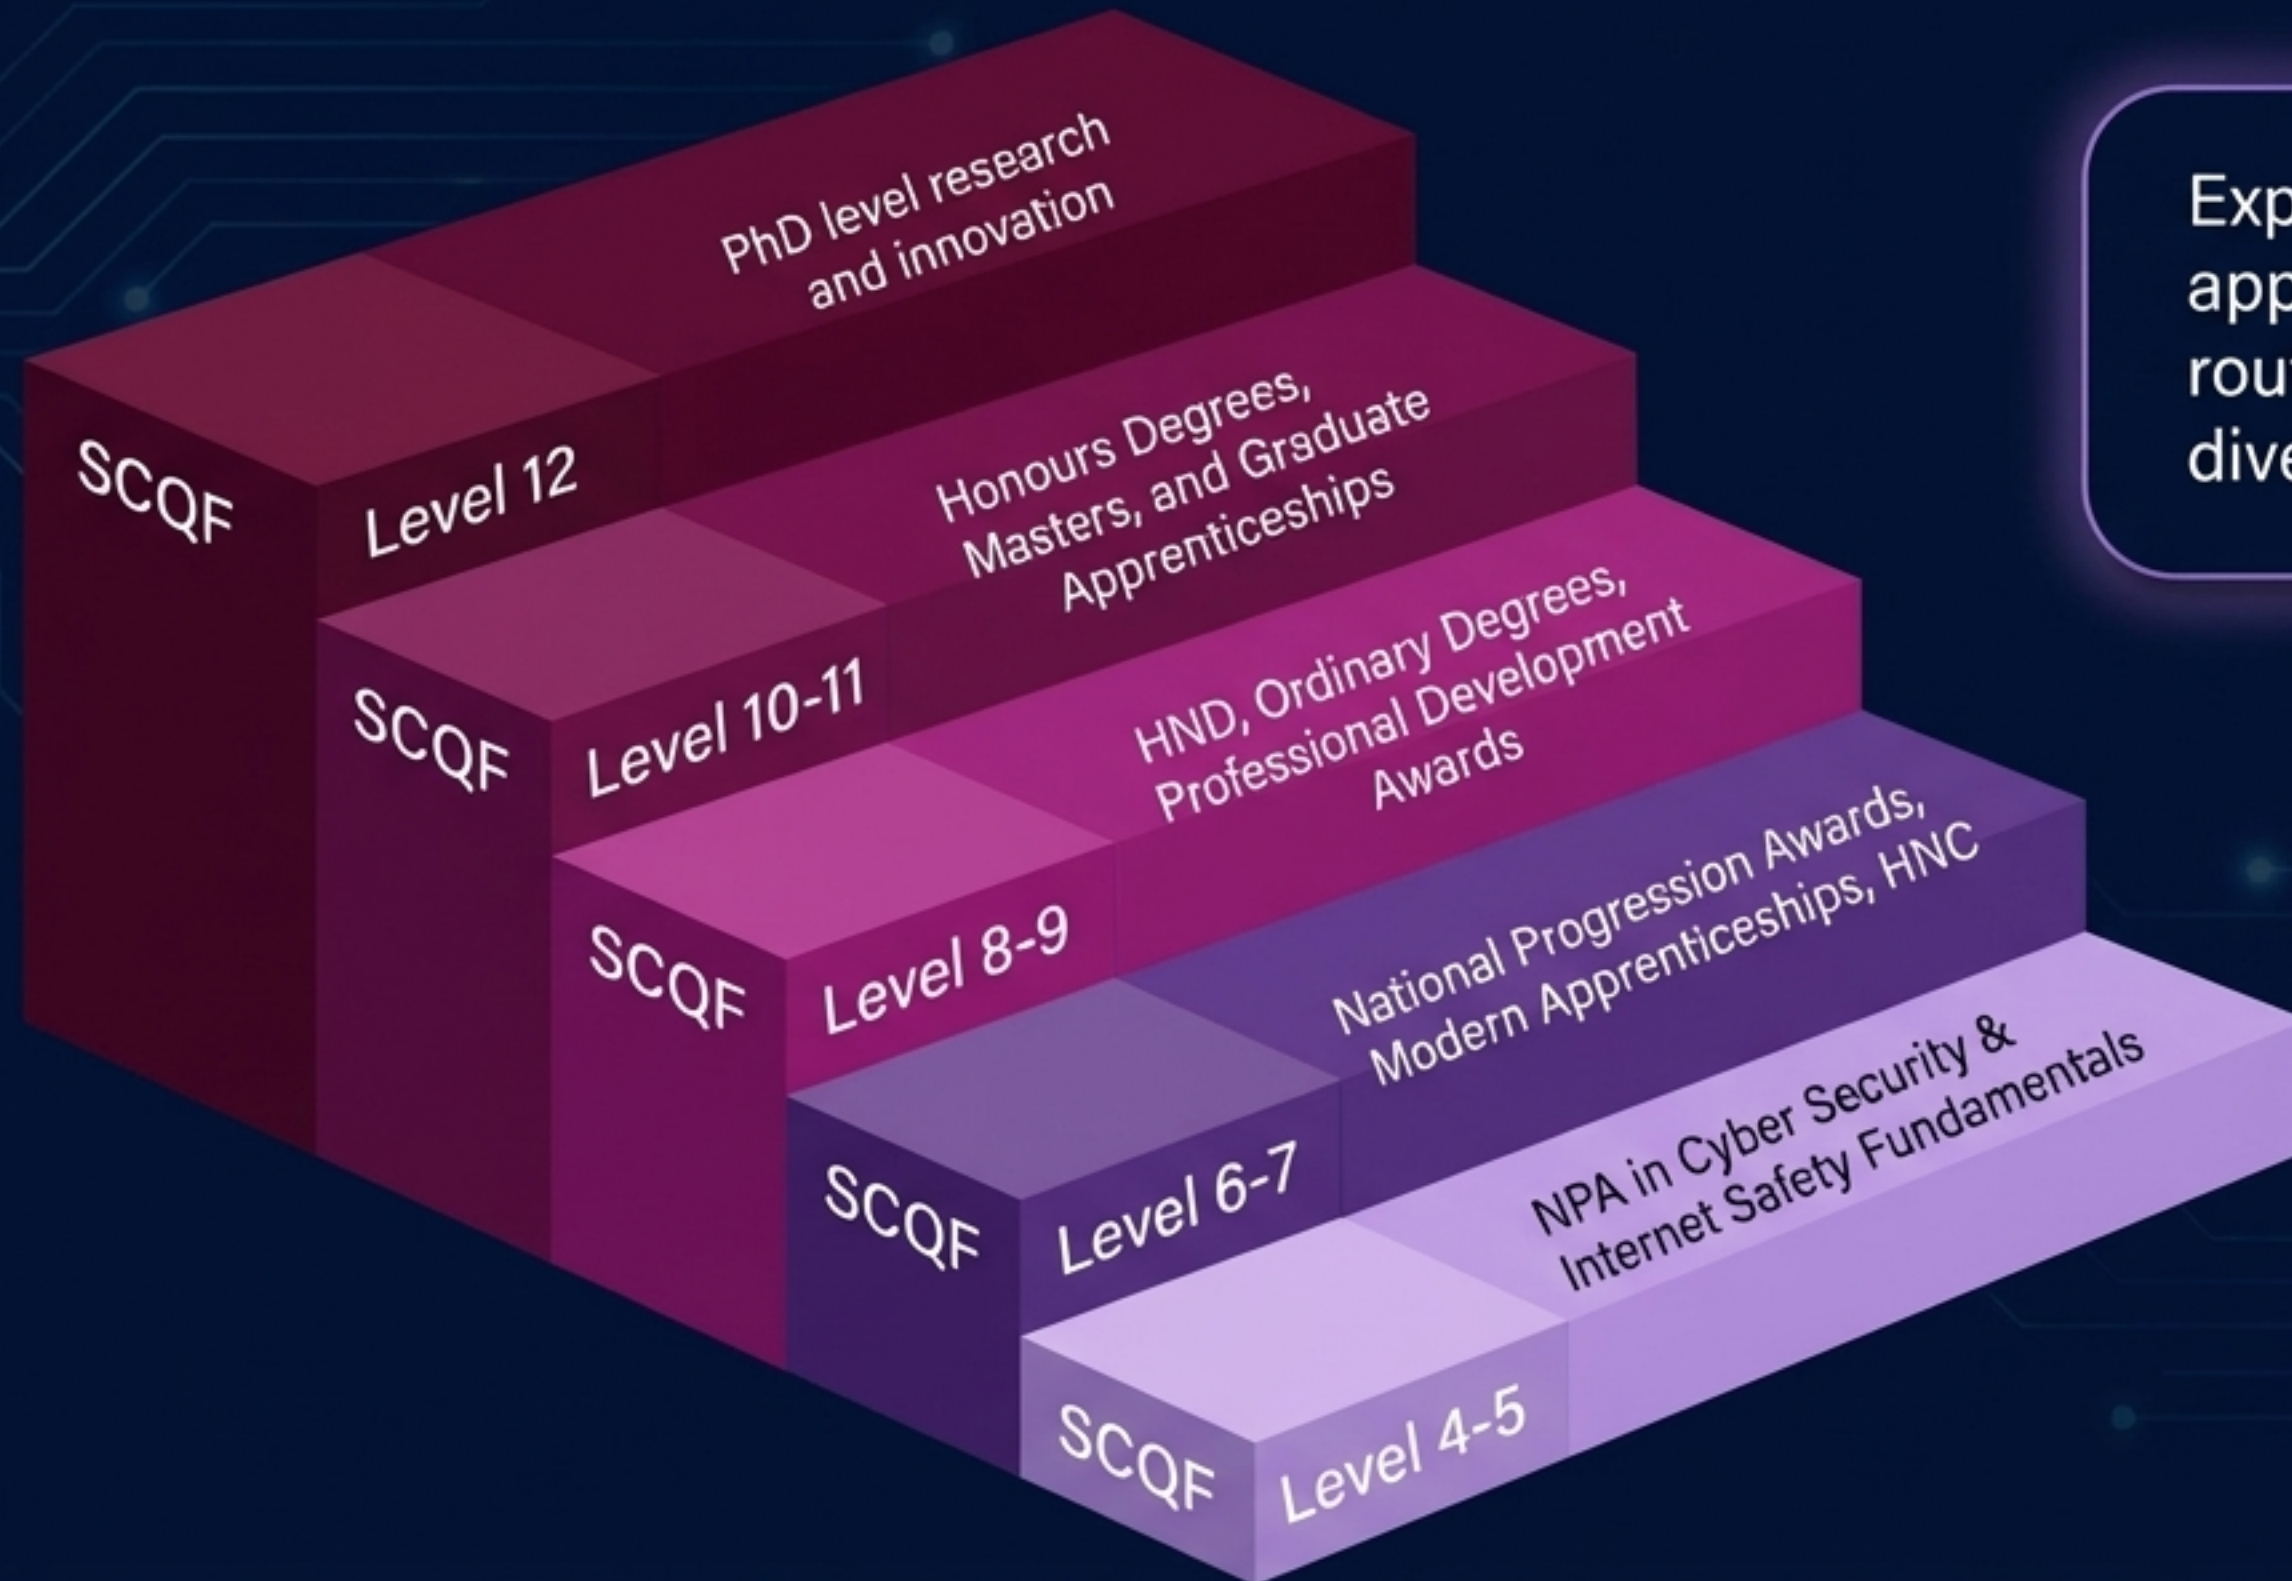 PhD level research
and innovation
SCQF Level 12
Honours Degrees,
Masters, and Graduate
Apprenticeships
SCQF Level 10-11
HND, Ordinary Degrees,
Professional Development
Awards
SCQF Level 8-9
National Progression Awards,
Modern Apprenticeships, HNC
SCQF Level 6-7
NPA in Cyber Security &
Internet Safety Fundamentals
SCQF Level 4-5